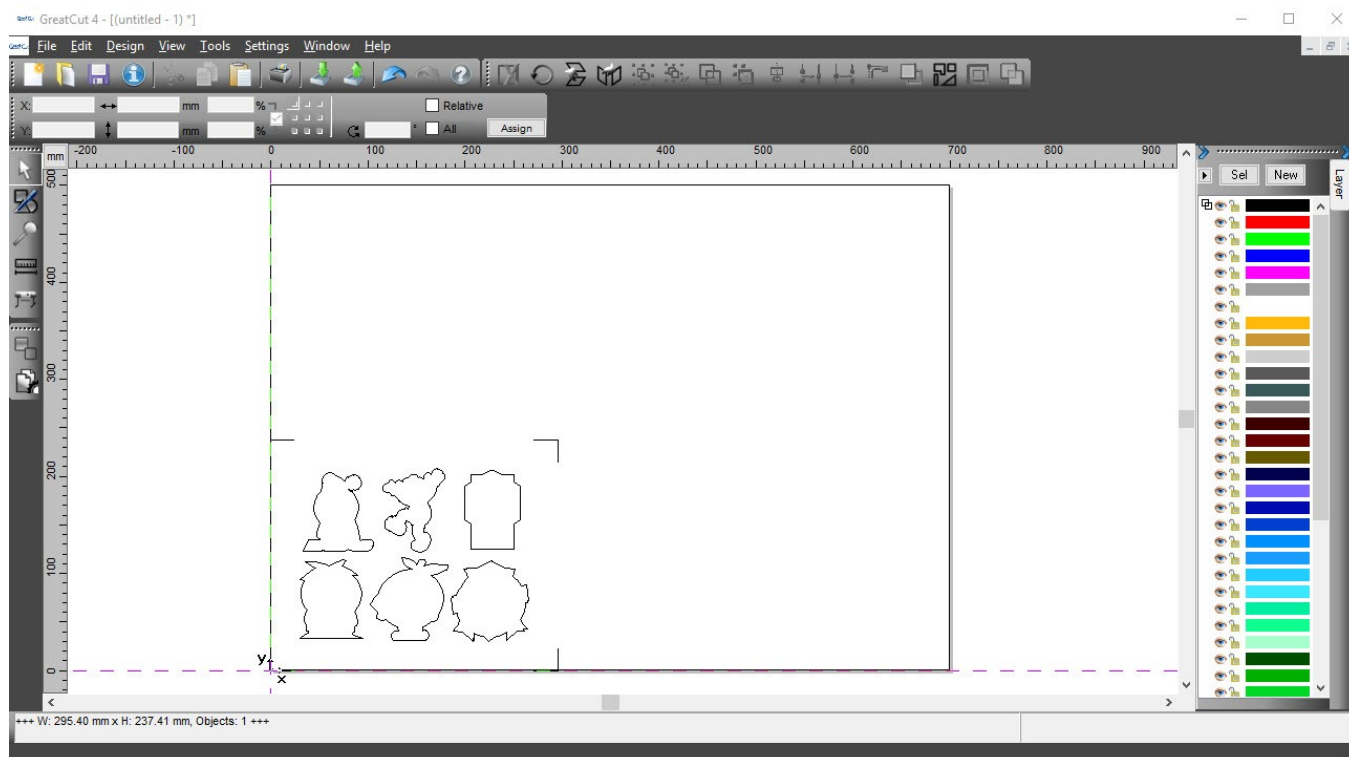 GreatCut 4 - [(untitled - 1) *]
File Edit Design View Tools Settings Window Help
X: mm % Relative
Y: mm % ° All Assign
mm -200 -100 0 100 200 300 400 500 600 700 800 900
Sel New
Layer
500
400
300
200
100
0
Y
X
+++ W: 295.40 mm x H: 237.41 mm, Objects: 1 +++